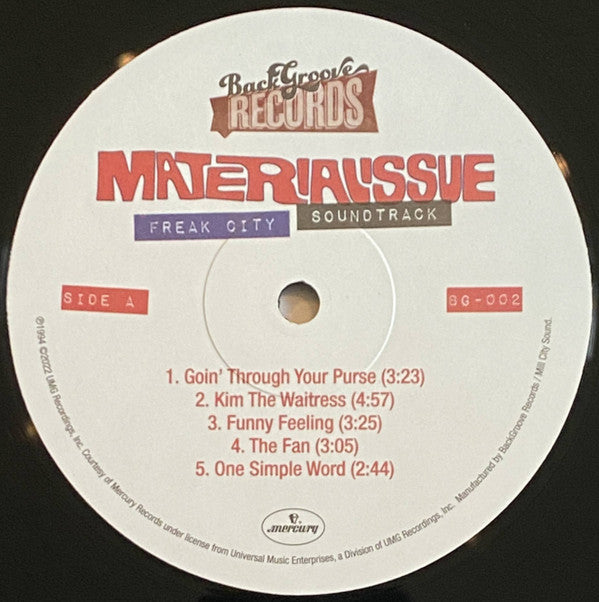 BackGroove
RECORDS
MATERIAL ISSUE
FREAK CITY
SOUNDTRACK
SIDE A
BG-002
1. Goin' Through Your Purse (3:23)
2. Kim The Waitress (4:57)
3. Funny Feeling (3:25)
4. The Fan (3:05)
5. One Simple Word (2:44)
mercury
℗1994 ©2022 UMG Recordings, Inc. Courtesy of Mercury Records under license from Universal Music Enterprises, a Division of UMG Recordings, Inc. Manufactured by BackGroove Records / Mill City Sound.